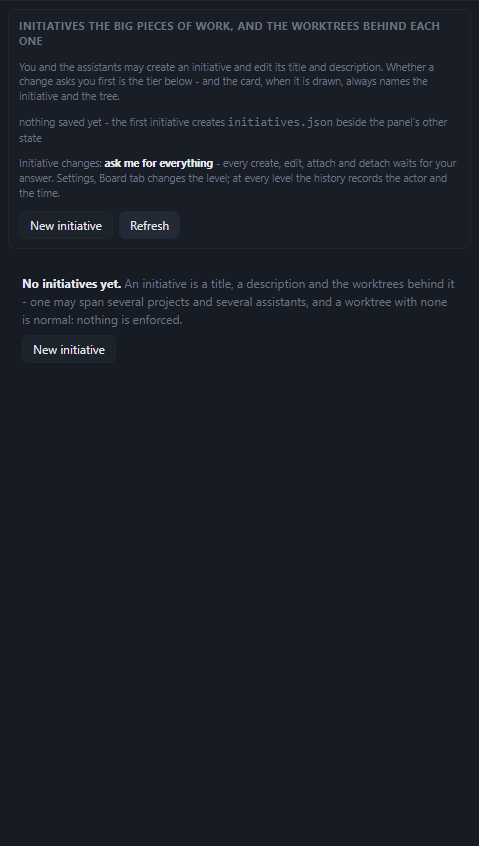 INITIATIVES THE BIG PIECES OF WORK, AND THE WORKTREES BEHIND EACH
ONE
You and the assistants may create an initiative and edit its title and description. Whether a
change asks you first is the tier below - and the card, when it is drawn, always names the
initiative and the tree.
nothing saved yet - the first initiative creates initiatives.json beside the panel's other
state
Initiative changes: ask me for everything - every create, edit, attach and detach waits for your
answer. Settings, Board tab changes the level; at every level the history records the actor and
the time.
New initiative
Refresh
No initiatives yet. An initiative is a title, a description and the worktrees behind it
- one may span several projects and several assistants, and a worktree with none
is normal: nothing is enforced.
New initiative